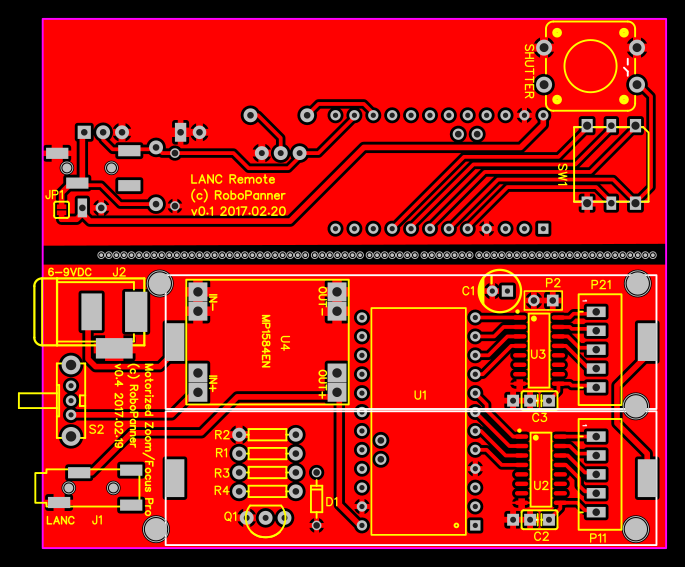 SHUTTER
SW1
JP1
LANC Remote
(c) RoboPanner
v0.1 2017.02.20
6-9VDC
J2
C1
P2
P21
IN-
OUT-
U4
MP1584EN
IN+
OUT+
U1
U3
C3
Motorized Zoom/Focus Pro
(c) RoboPanner
v0.4 2017.02.19
S2
R2
R1
R3
R4
Q1
D1
U2
C2
P11
LANC
J1